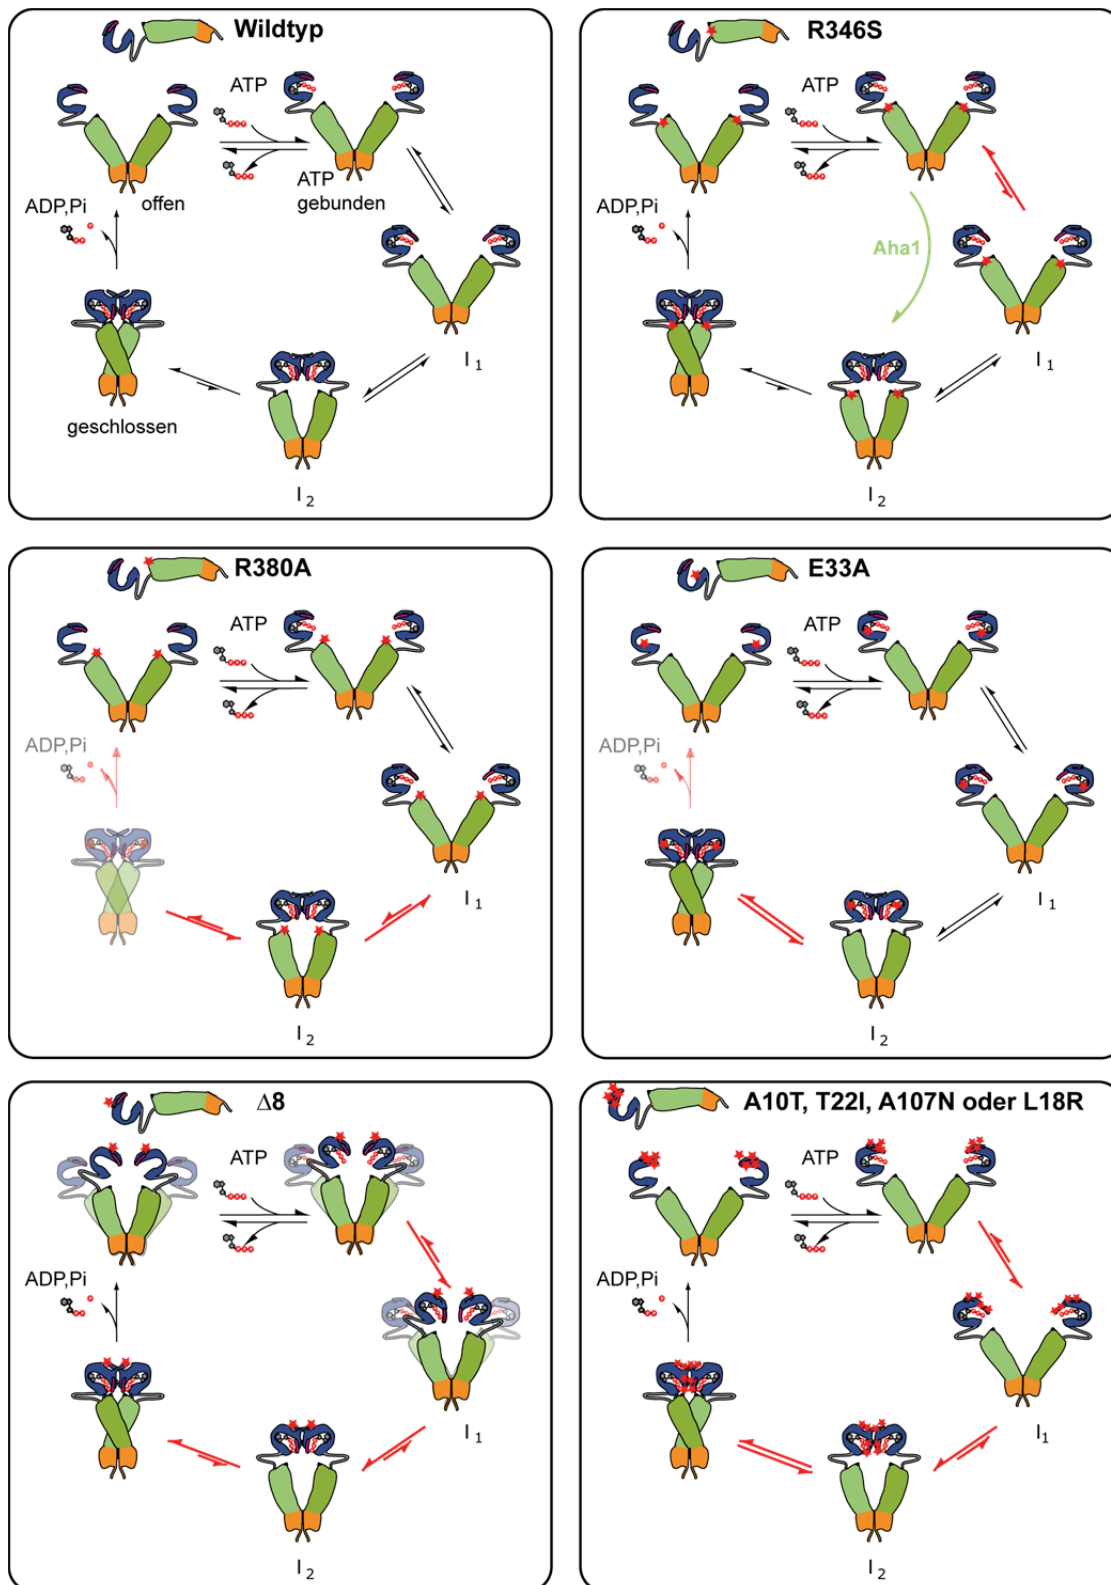 Wildtyp
ATP
offen
ATP
gebunden
ADP,Pi
I 1
geschlossen
I 2
R346S
ATP
ADP,Pi
Aha1
I 1
I 2
R380A
ATP
ADP,Pi
I 1
I 2
E33A
ATP
ADP,Pi
I 1
I 2
Δ8
ATP
ADP,Pi
I 1
I 2
A10T, T22I, A107N oder L18R
ATP
ADP,Pi
I 1
I 2